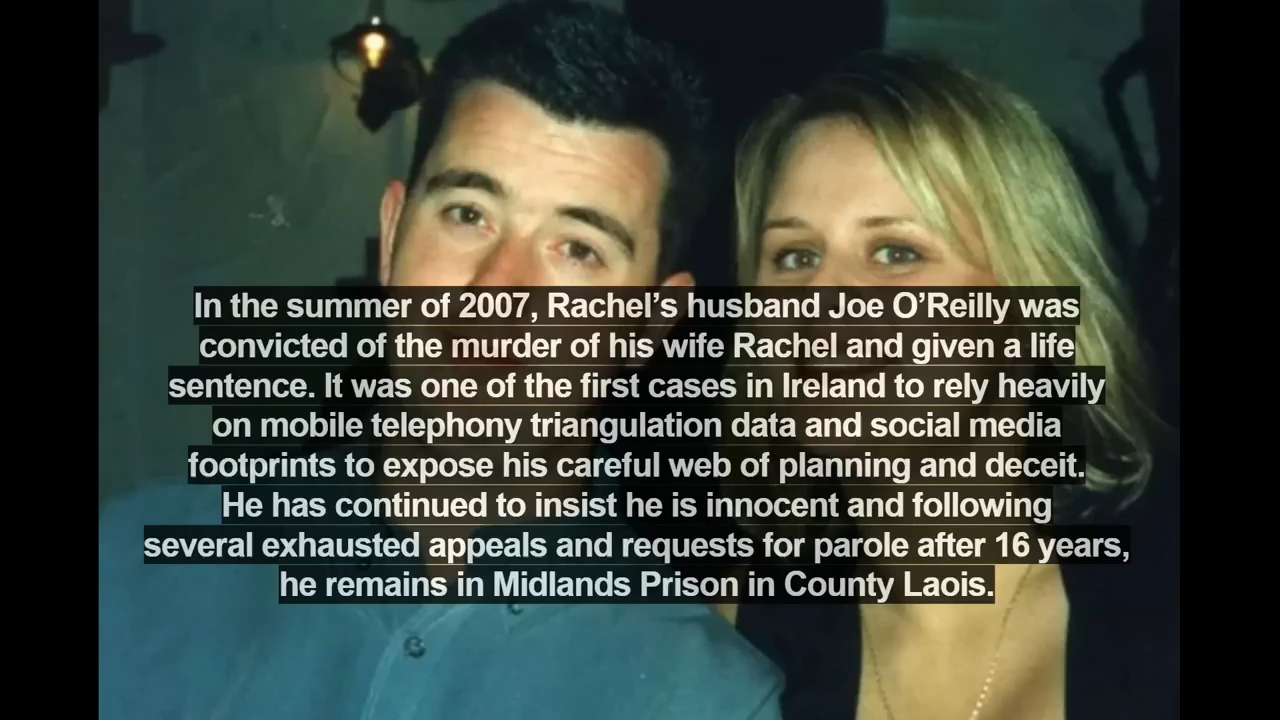 In the summer of 2007, Rachel’s husband Joe O’Reilly was
convicted of the murder of his wife Rachel and given a life
sentence. It was one of the first cases in Ireland to rely heavily
on mobile telephony triangulation data and social media
footprints to expose his careful web of planning and deceit.
He has continued to insist he is innocent and following
several exhausted appeals and requests for parole after 16 years,
he remains in Midlands Prison in County Laois.